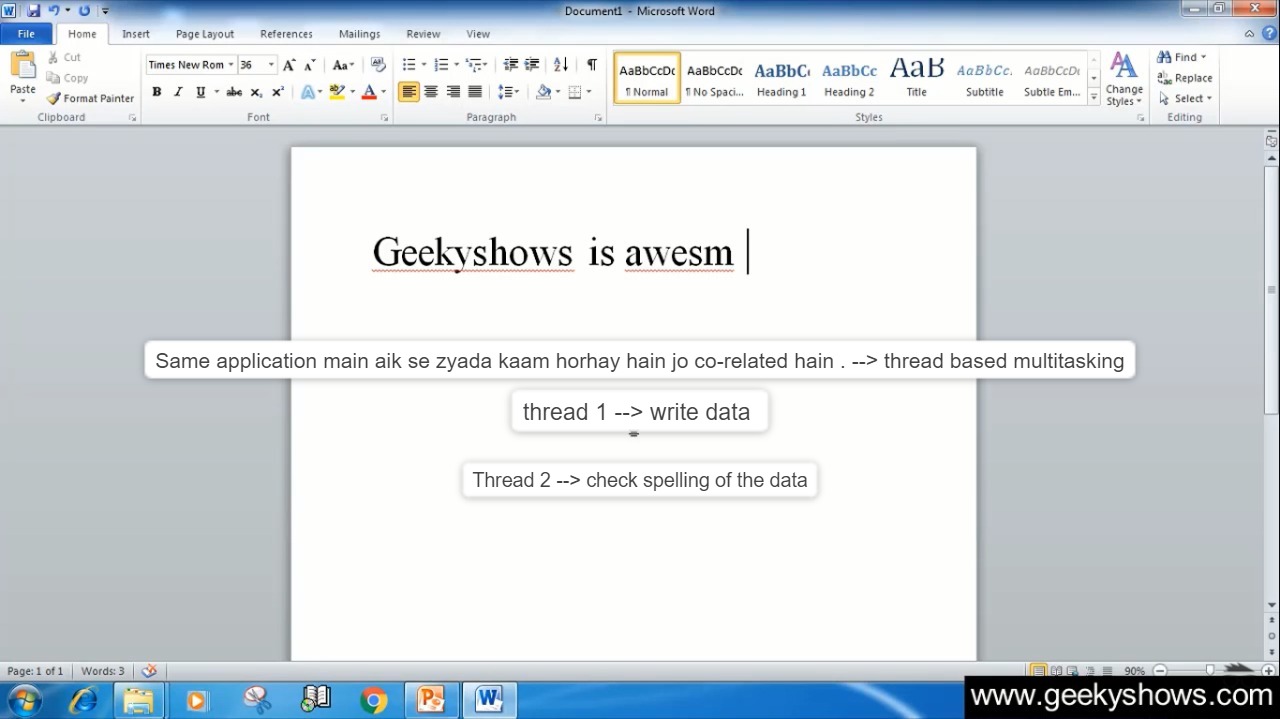 Document1 - Microsoft Word
File Home Insert Page Layout References Mailings Review View
Cut
Copy
Paste
Format Painter
Clipboard
Times New Rom 36
Font
Paragraph
AaBbCcDc AaBbCcDc AaBbC AaBbCc AaB AaBbCc. AaBbCcDc
¶ Normal ¶ No Spaci... Heading 1 Heading 2 Title Subtitle Subtle Em...
Change
Styles
Styles
Find
Replace
Select
Editing
Geekyshows is awesm
Same application main aik se zyada kaam horhay hain jo co-related hain . --> thread based multitasking
thread 1 --> write data
Thread 2 --> check spelling of the data
Page: 1 of 1 Words: 3
90%
www.geekyshows.com